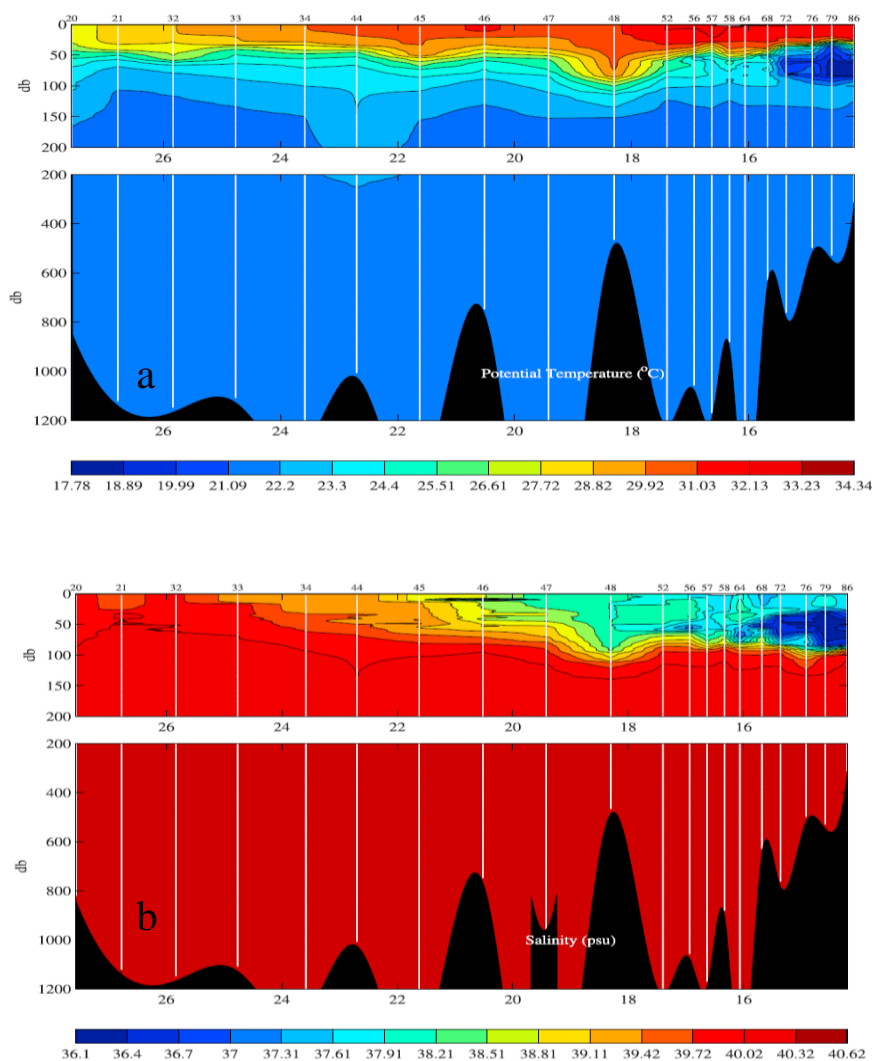 20 21 32 33 34 44 45 46 47 48 52 56 57 58 64 68 72 76 79 86
0
50
db
100
150
200
26 24 22 20 18 16
200
400
600
db
800
1000
1200
a
Potential Temperature (°C)
26 24 22 20 18 16
17.78 18.89 19.99 21.09 22.2 23.3 24.4 25.51 26.61 27.72 28.82 29.92 31.03 32.13 33.23 34.34
20 21 32 33 34 44 45 46 47 48 52 56 57 58 64 68 72 76 79 86
0
50
db
100
150
200
26 24 22 20 18 16
200
400
600
db
800
1000
1200
b
Salinity (psu)
26 24 22 20 18 16
36.1 36.4 36.7 37 37.31 37.61 37.91 38.21 38.51 38.81 39.11 39.42 39.72 40.02 40.32 40.62